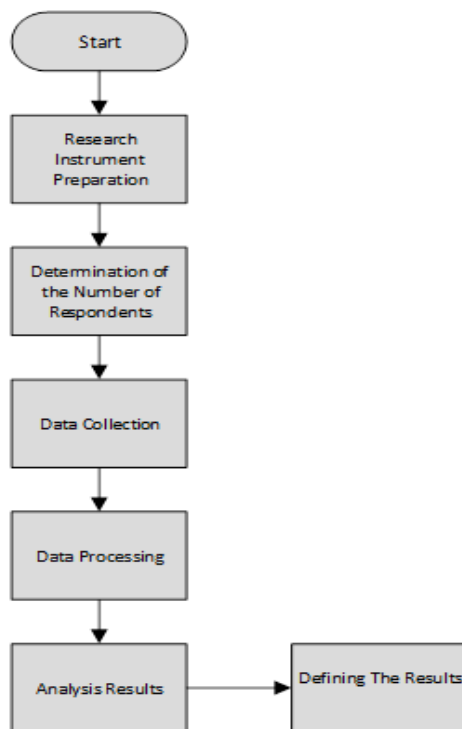 Start
Research
Instrument
Preparation
Determination of
the Number of
Respondents
Data Collection
Data Processing
Analysis Results
Defining The Results